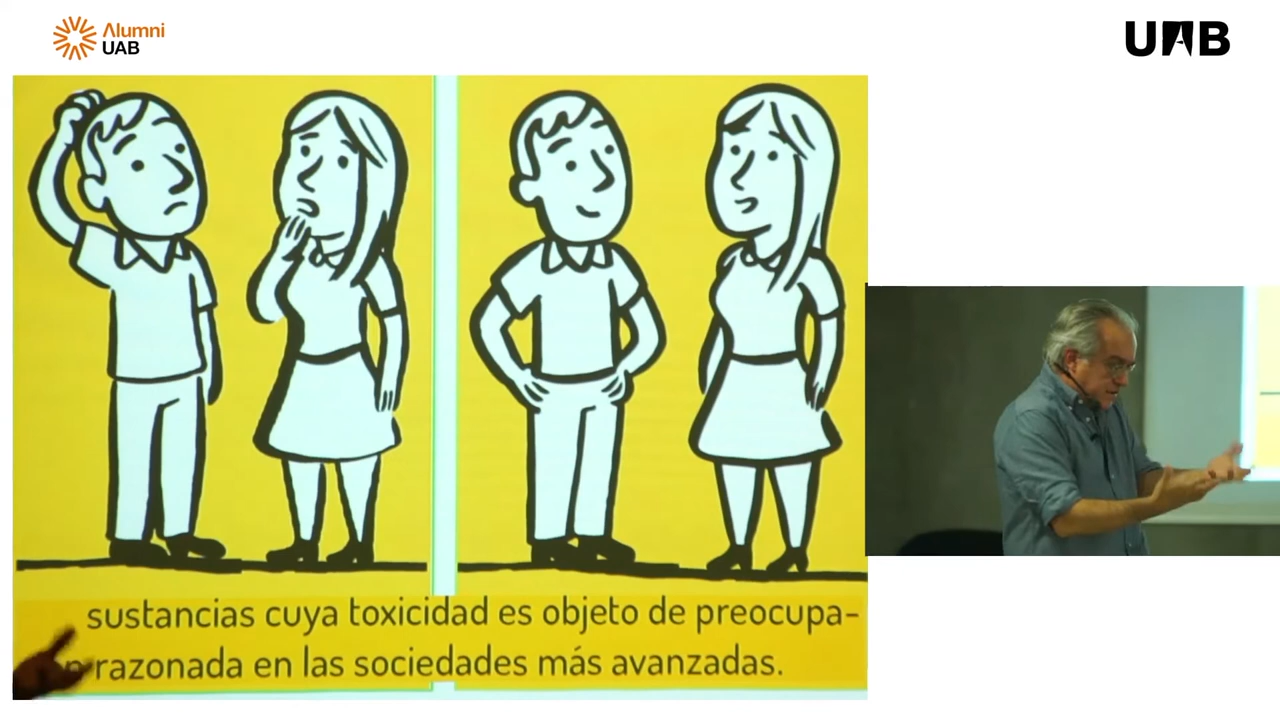 Alumni
UAB
UAB
sustancias cuya toxicidad es objeto de preocupa-
razonada en las sociedades más avanzadas.